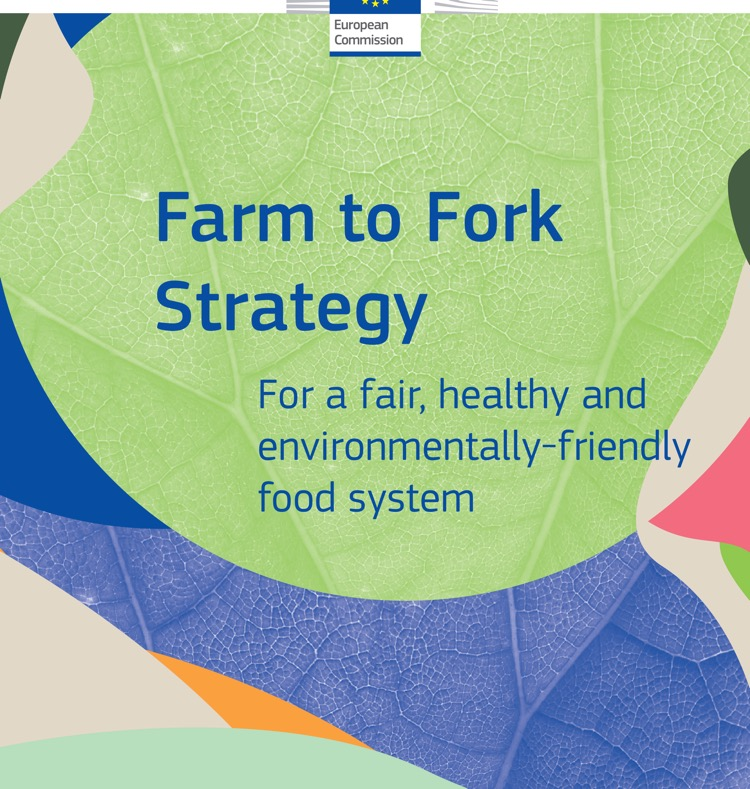 European
Commission
Farm to Fork
Strategy
For a fair, healthy and
environmentally-friendly
food system